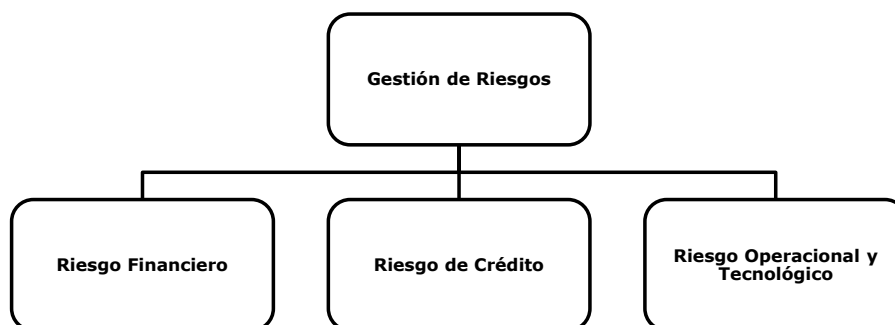 Gestión de Riesgos
Riesgo Financiero
Riesgo de Crédito
Riesgo Operacional y
Tecnológico